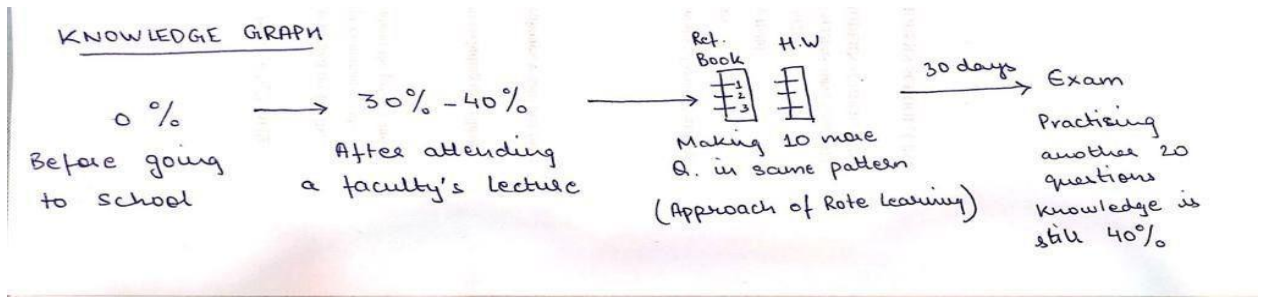 KNOWLEDGE GRAPH
0 %
Before going
to school
30% - 40%
After attending
a faculty's lecture
Ref.
Book
1
2
3
H.W
Making 10 more
Q. in same pattern
(Approach of Rote learning)
30 days
Exam
Practising
another 20
questions
knowledge is
still 40%